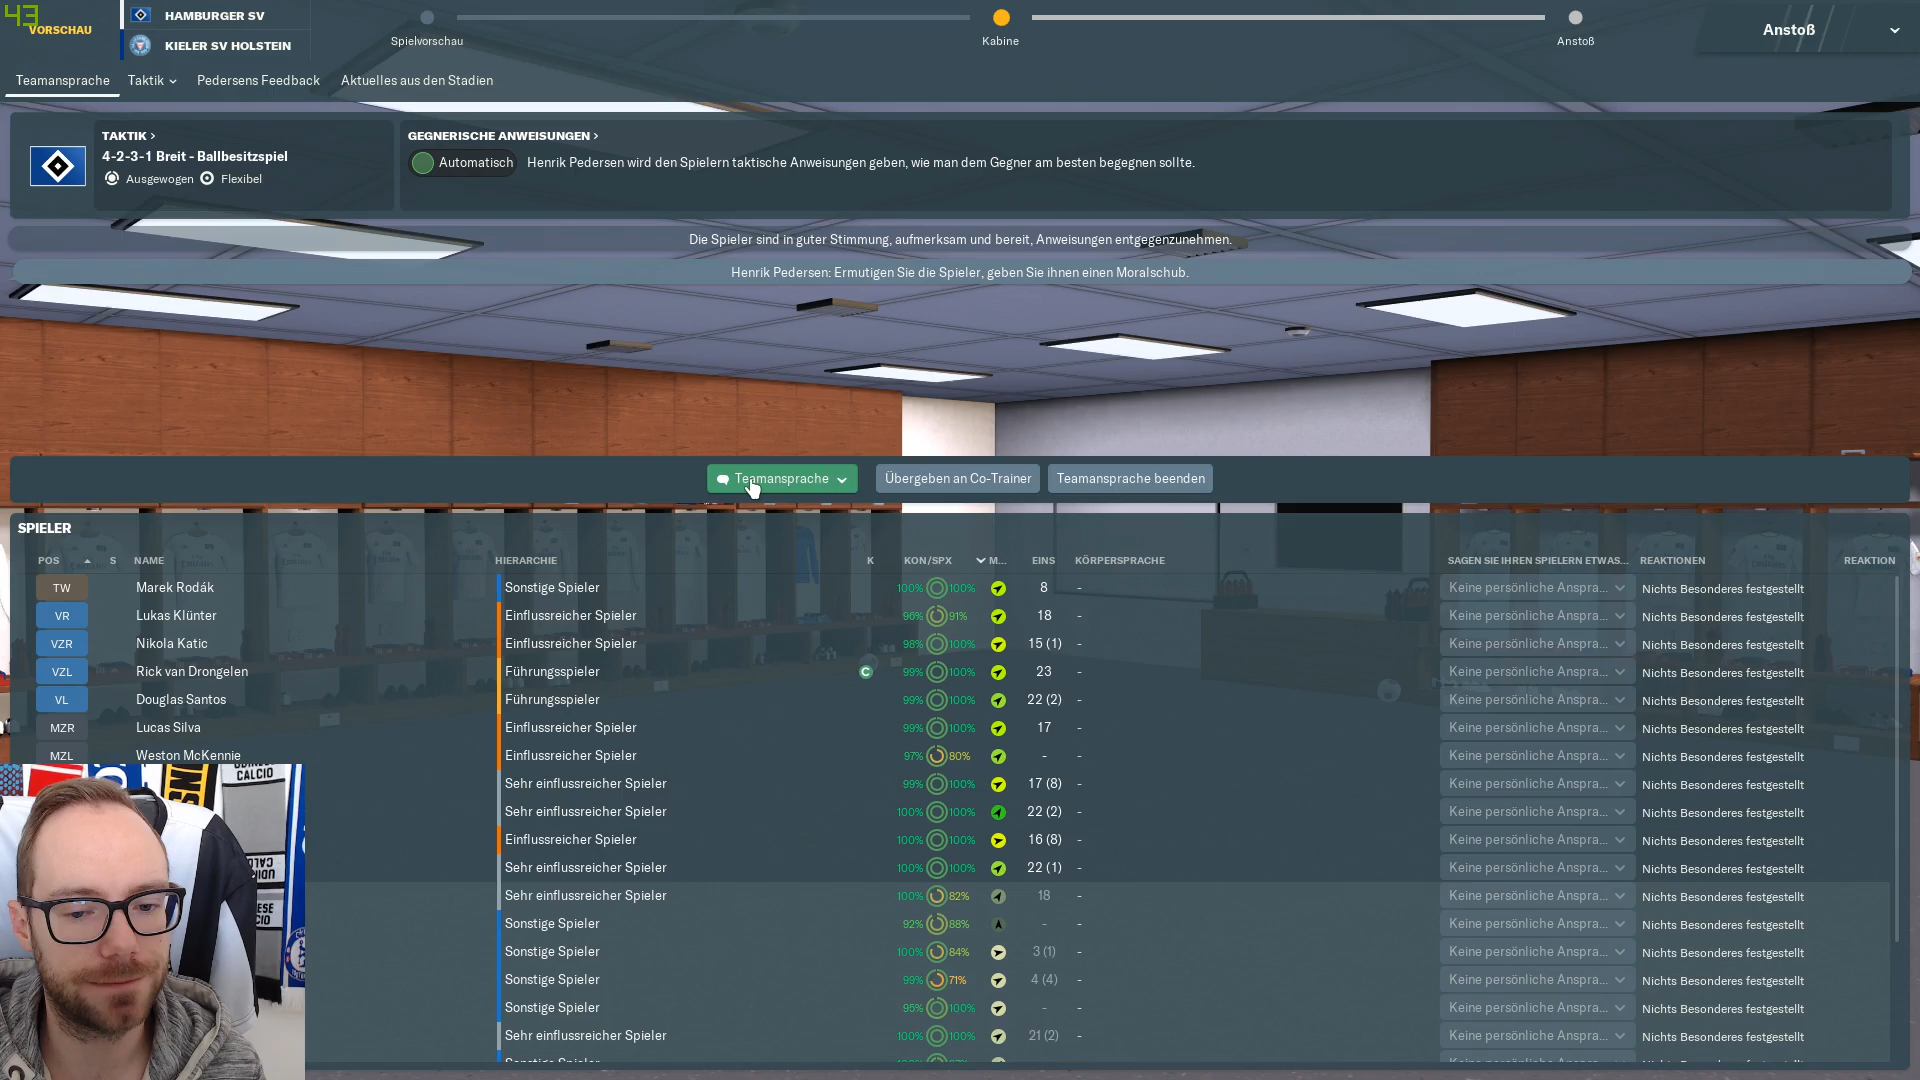 43
VORSCHAU
HAMBURGER SV
KIELER SV HOLSTEIN
Spielvorschau
Kabine
Anstoß
Anstoß
Teamansprache
Taktik
Pedersens Feedback
Aktuelles aus den Stadien
TAKTIK >
4-2-3-1 Breit - Ballbesitzspiel
Ausgewogen Flexibel
GEGNERISCHE ANWEISUNGEN >
Automatisch Henrik Pedersen wird den Spielern taktische Anweisungen geben, wie man dem Gegner am besten begegnen sollte.
Die Spieler sind in guter Stimmung, aufmerksam und bereit, Anweisungen entgegenzunehmen.
Henrik Pedersen: Ermutigen Sie die Spieler, geben Sie ihnen einen Moralschub.
Teamansprache
Übergeben an Co-Trainer
Teamansprache beenden
SPIELER
POS S NAME HIERARCHIE K KON/SPX M... EINS KÖRPERSPRACHE SAGEN SIE IHREN SPIELERN ETWAS... REAKTIONEN REAKTION
TW Marek Rodák Sonstige Spieler 100% 100% 8 - Keine persönliche Anspra... Nichts Besonderes festgestellt
VR Lukas Klünter Einflussreicher Spieler 96% 91% 18 - Keine persönliche Anspra... Nichts Besonderes festgestellt
VZR Nikola Katic Einflussreicher Spieler 98% 100% 15 (1) - Keine persönliche Anspra... Nichts Besonderes festgestellt
VZL Rick van Drongelen Führungsspieler C 99% 100% 23 - Keine persönliche Anspra... Nichts Besonderes festgestellt
VL Douglas Santos Führungsspieler 99% 100% 22 (2) - Keine persönliche Anspra... Nichts Besonderes festgestellt
MZR Lucas Silva Einflussreicher Spieler 99% 100% 17 - Keine persönliche Anspra... Nichts Besonderes festgestellt
MZL Weston McKennie Einflussreicher Spieler 97% 80% - - Keine persönliche Anspra... Nichts Besonderes festgestellt
Sehr einflussreicher Spieler 99% 100% 17 (8) - Keine persönliche Anspra... Nichts Besonderes festgestellt
Sehr einflussreicher Spieler 100% 100% 22 (2) - Keine persönliche Anspra... Nichts Besonderes festgestellt
Einflussreicher Spieler 100% 100% 16 (8) - Keine persönliche Anspra... Nichts Besonderes festgestellt
Sehr einflussreicher Spieler 100% 100% 22 (1) - Keine persönliche Anspra... Nichts Besonderes festgestellt
Sehr einflussreicher Spieler 100% 82% 18 - Keine persönliche Anspra... Nichts Besonderes festgestellt
Sonstige Spieler 92% 88% - - Keine persönliche Anspra... Nichts Besonderes festgestellt
Sonstige Spieler 100% 84% 3 (1) - Keine persönliche Anspra... Nichts Besonderes festgestellt
Sonstige Spieler 99% 71% 4 (4) - Keine persönliche Anspra... Nichts Besonderes festgestellt
Sonstige Spieler 95% 100% - - Keine persönliche Anspra... Nichts Besonderes festgestellt
Sehr einflussreicher Spieler 100% 100% 21 (2) - Keine persönliche Anspra... Nichts Besonderes festgestellt
CALCIO